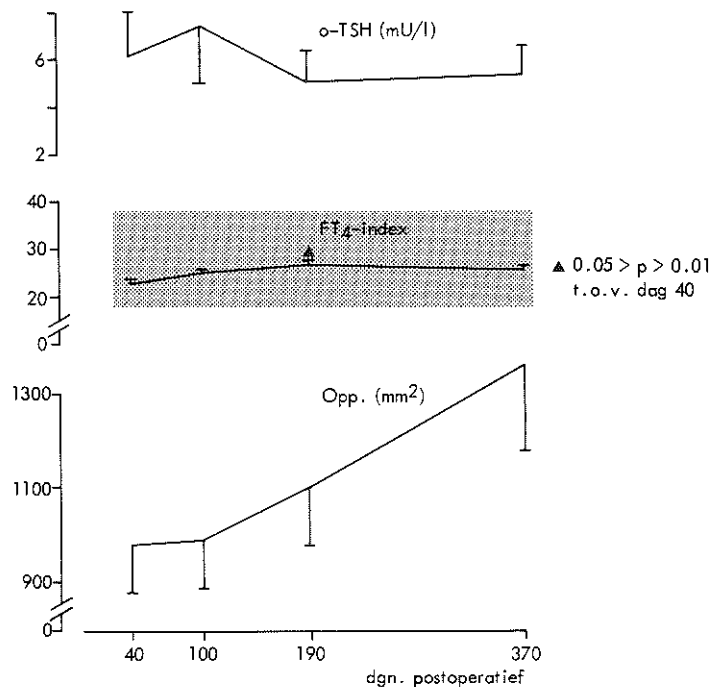 o-TSH (mU/l)
6
2
40
30
20
0
FT4-index
▲ 0.05 > p > 0.01
t.o.v. dag 40
1300
1100
900
0
Opp. (mm²)
40 100 190 370
dgn. postoperatief